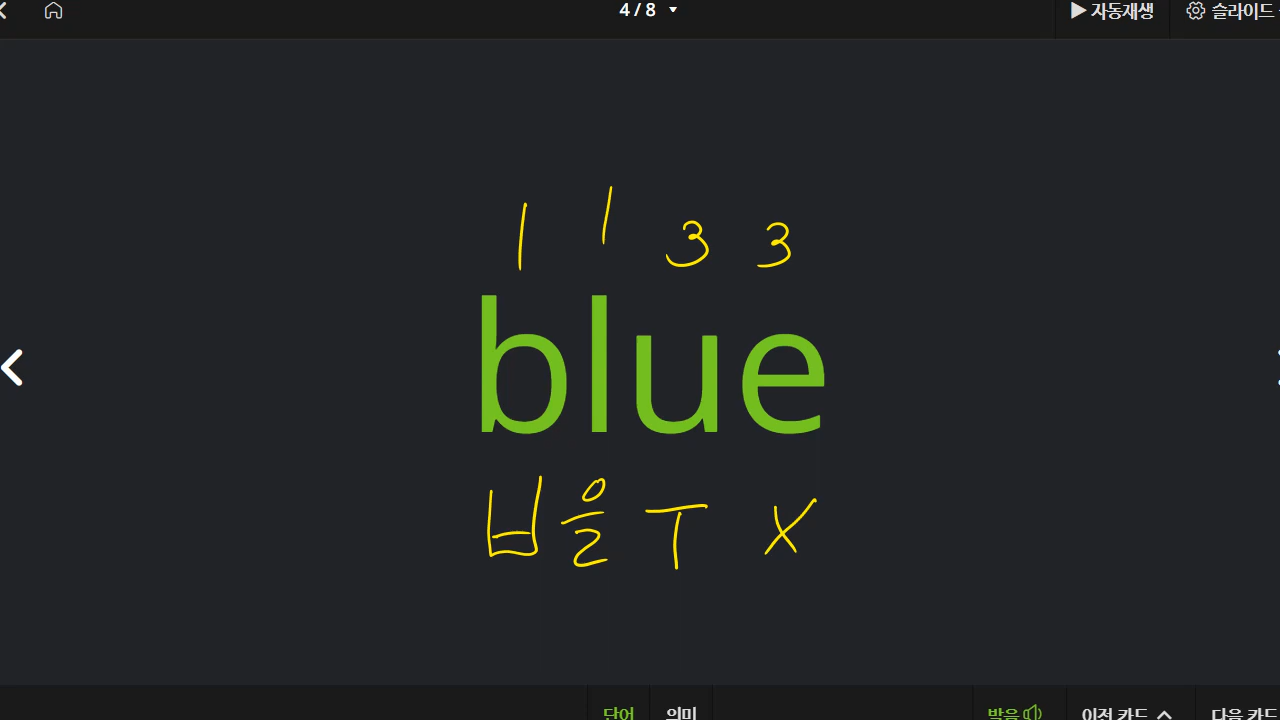 4 / 8
자동재생
슬라이드
1 1 3 3
blue
ㅂ 을 ㅜ X
단어 의미
발음 이전 카드 다음 카드